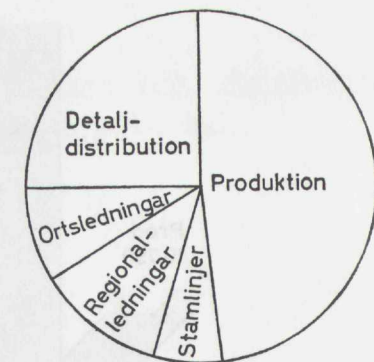 Detalj-
distribution
Produktion
Ortsledningar
Regional-
ledningar
Stamlinjer